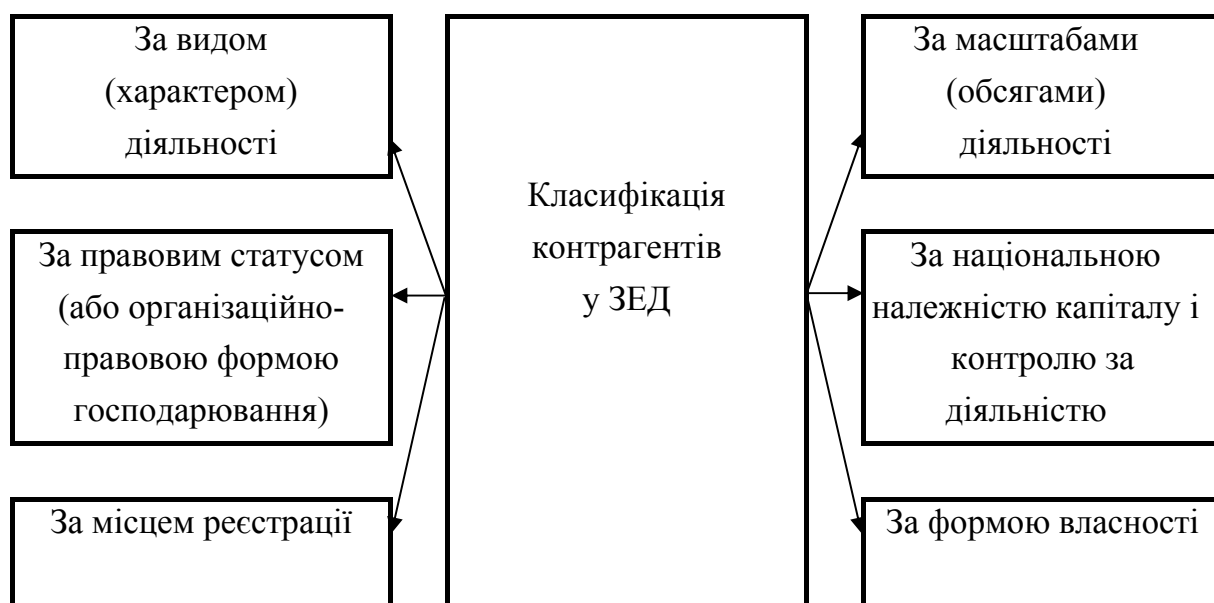 За видом
(характером)
діяльності
За правовим статусом
(або організаційно-
правовою формою
господарювання)
За місцем реєстрації
Класифікація
контрагентів
у ЗЕД
За масштабами
(обсягами)
діяльності
За національною
належністю капіталу і
контролю за
діяльністю
За формою власності